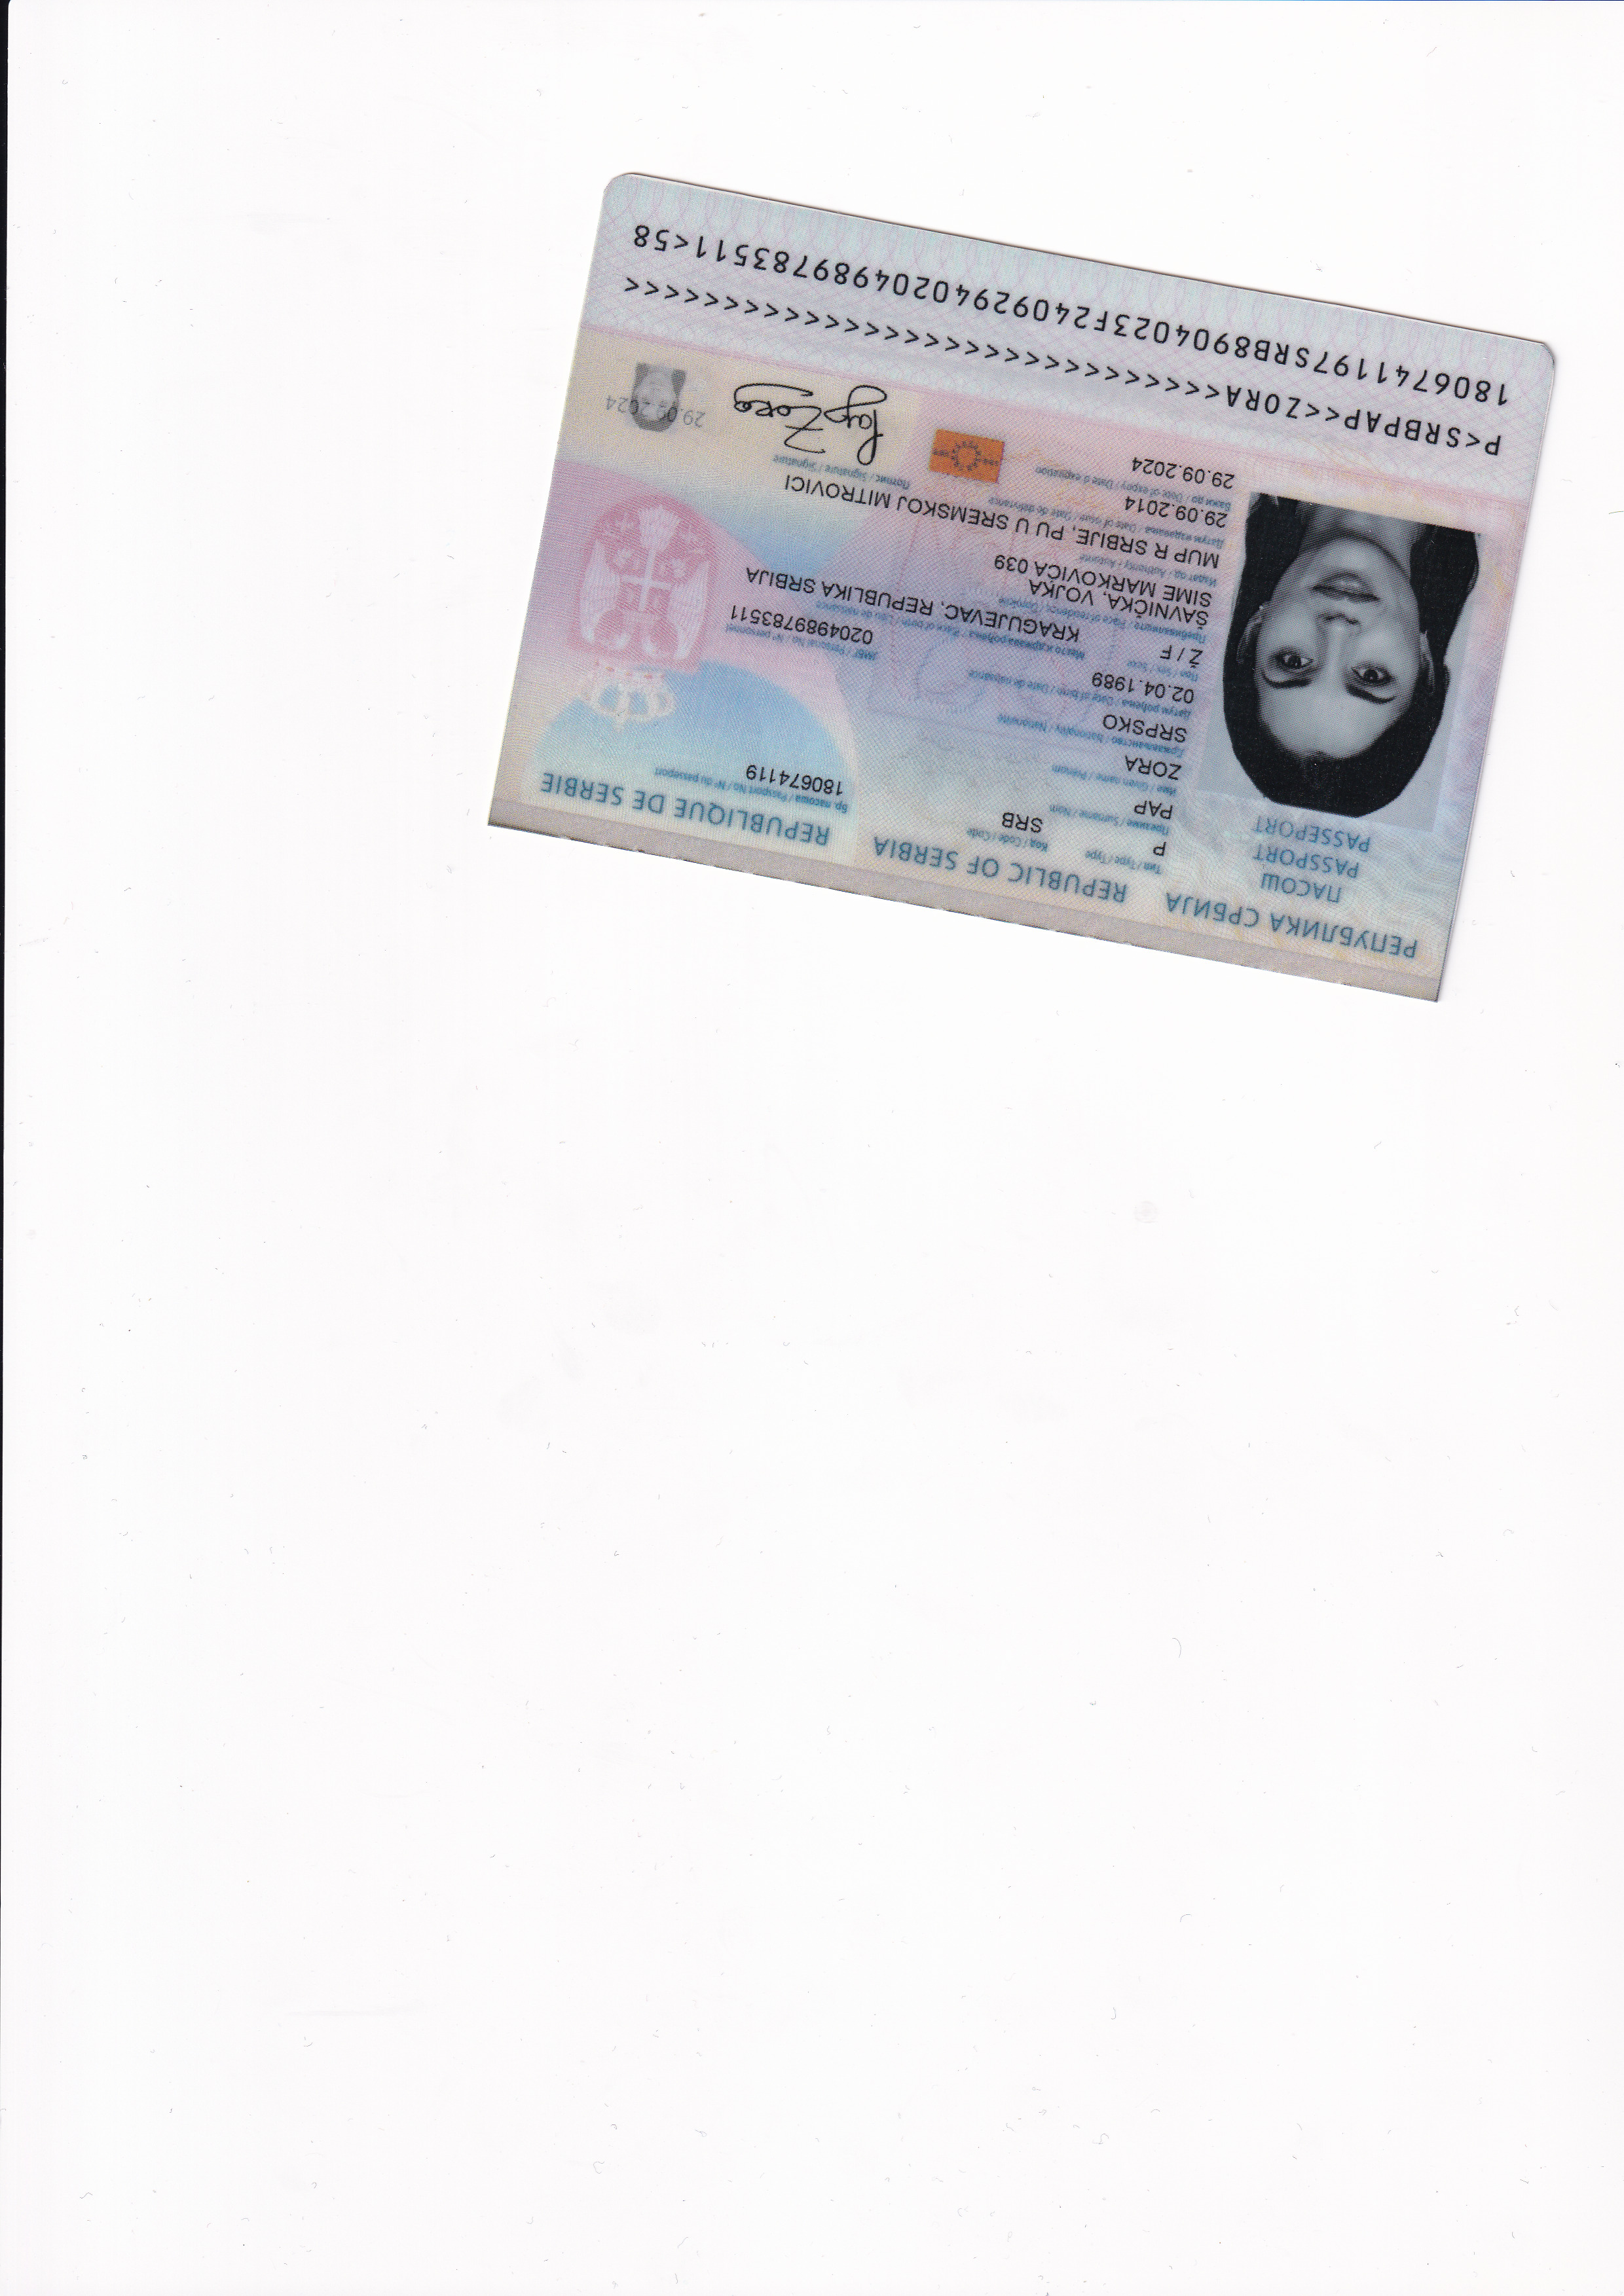 РЕПУБЛИКА СРБИЈА REPUBLIC OF SERBIA REPUBLIQUE DE SERBIE
ПАСОШ
PASSPORT
PASSEPORT
Тип / Type / Type
P
Код / Code / Code
SRB
Бр. пасоша / Passport No / Nº du passeport
180674119
Презиме / Surname / Nom
PAP
Име / Given name / Prénom
ZORA
Држављанство / Nationality / Nationalité
SRPSKO
Датум рођења / Date of birth / Date de naissance
02.04.1989
ЈМБГ / Personal No. / Nº personnel
0204989783511
Пол / Sex / Sexe
Ž / F
Место и држава рођења / Place of birth / Lieu de naissance
KRAGUJEVAC, REPUBLIKA SRBIJA
Пребивалиште / Place of residency / Domicile
ŠAVNIČKA, VOJKA
SIME MARKOVIĆA 039
Издат од / Authority / Autorité
MUP R SRBIJE, PU U SREMSKOJ MITROVICI
Датум издавања / Date of issue / Date de délivrance
29.09.2014
Важи до / Date of expiry / Date d'expiration
29.09.2024
Потпис / Signature / Signature
Pap Zora
29.09.2024
P<SRBPAP<<ZORA<<<<<<<<<<<<<<<<<<<<<<<<<<<<<<
1806741197SRB8904023F24092940204989783511<58